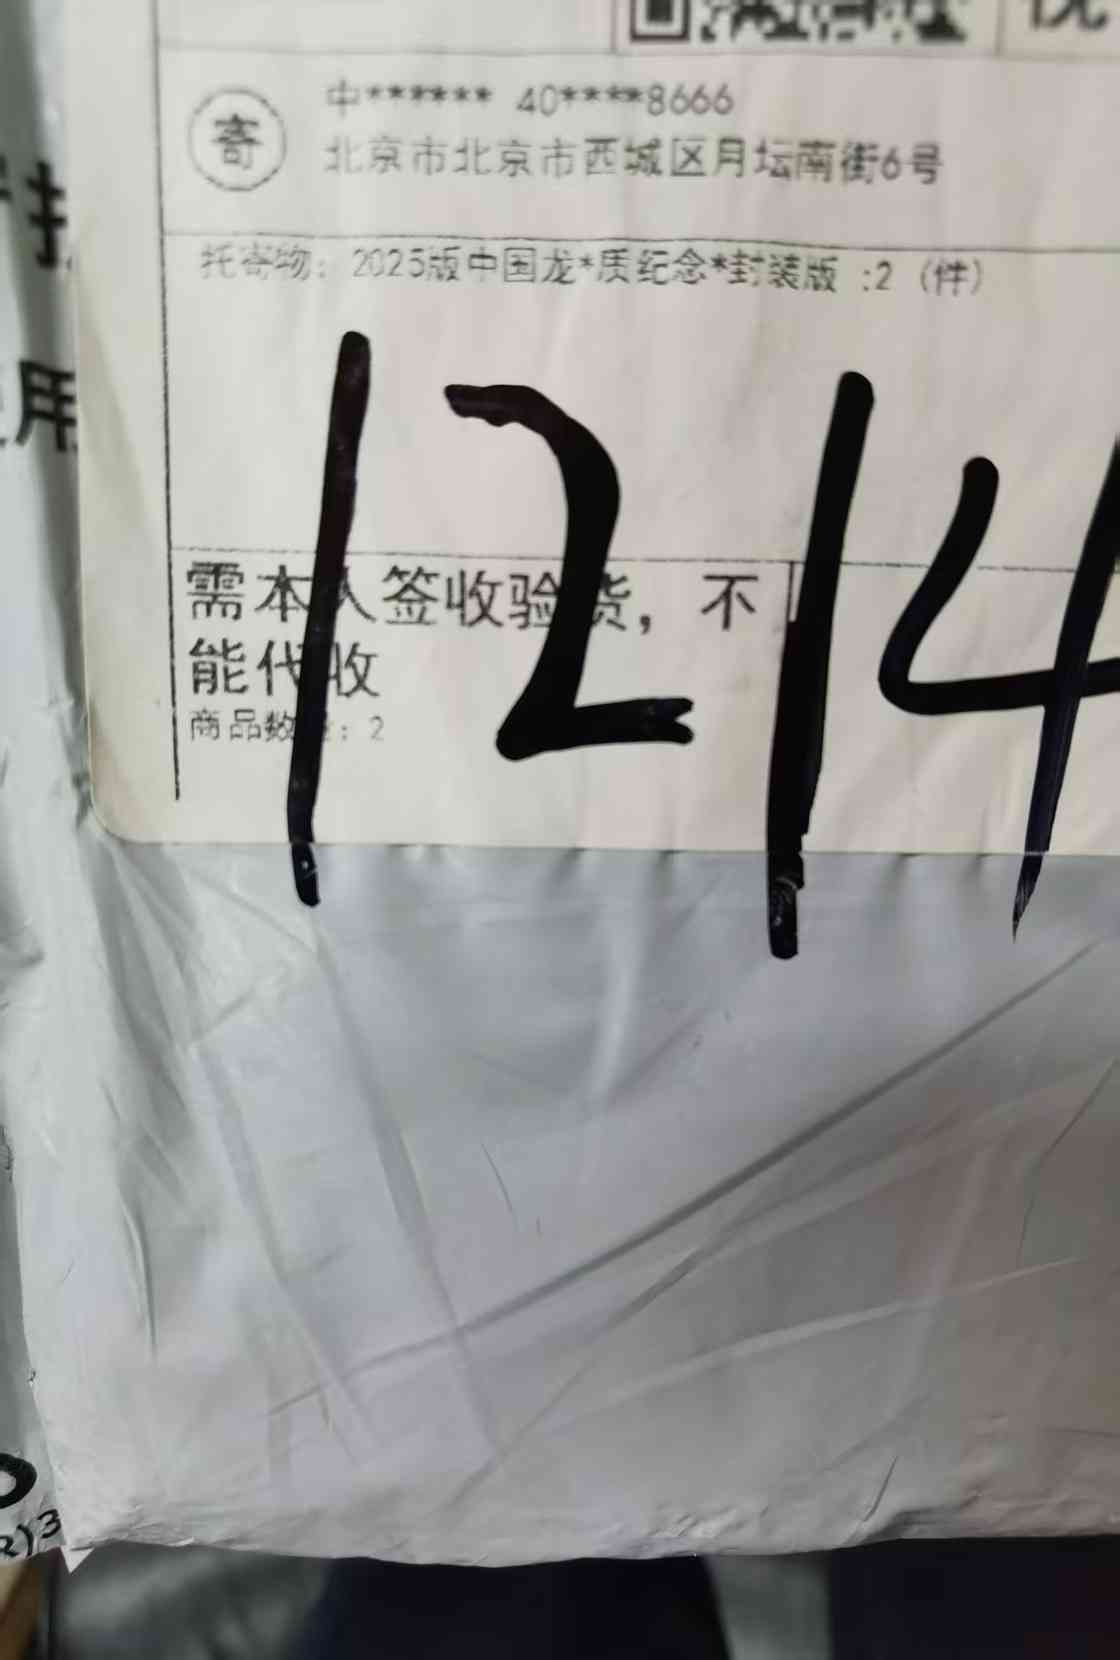 寄
中****** 40****8666
北京市北京市西城区月坛南街6号
托寄物: 2025版中国龙*质纪念*封装版 :2 (件)
1214
需本人签收验货,不
能代收
商品数量: 2
用